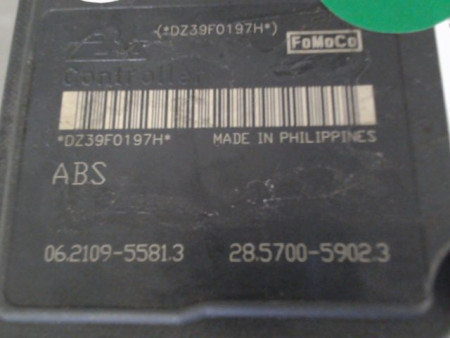 (*DZ39F0197H*)
FoMoCo
Controller
*DZ39F0197H* MADE IN PHILIPPINES
ABS
06.2109-5581.3 28.5700-5902.3